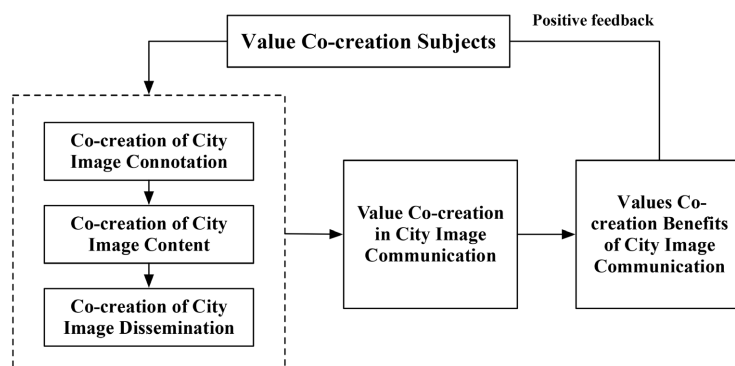 Positive feedback
Value Co-creation Subjects
Co-creation of City
Image Connotation
Co-creation of City
Image Content
Co-creation of City
Image Dissemination
Value Co-creation
in City Image
Communication
Values Co-
creation Benefits
of City Image
Communication